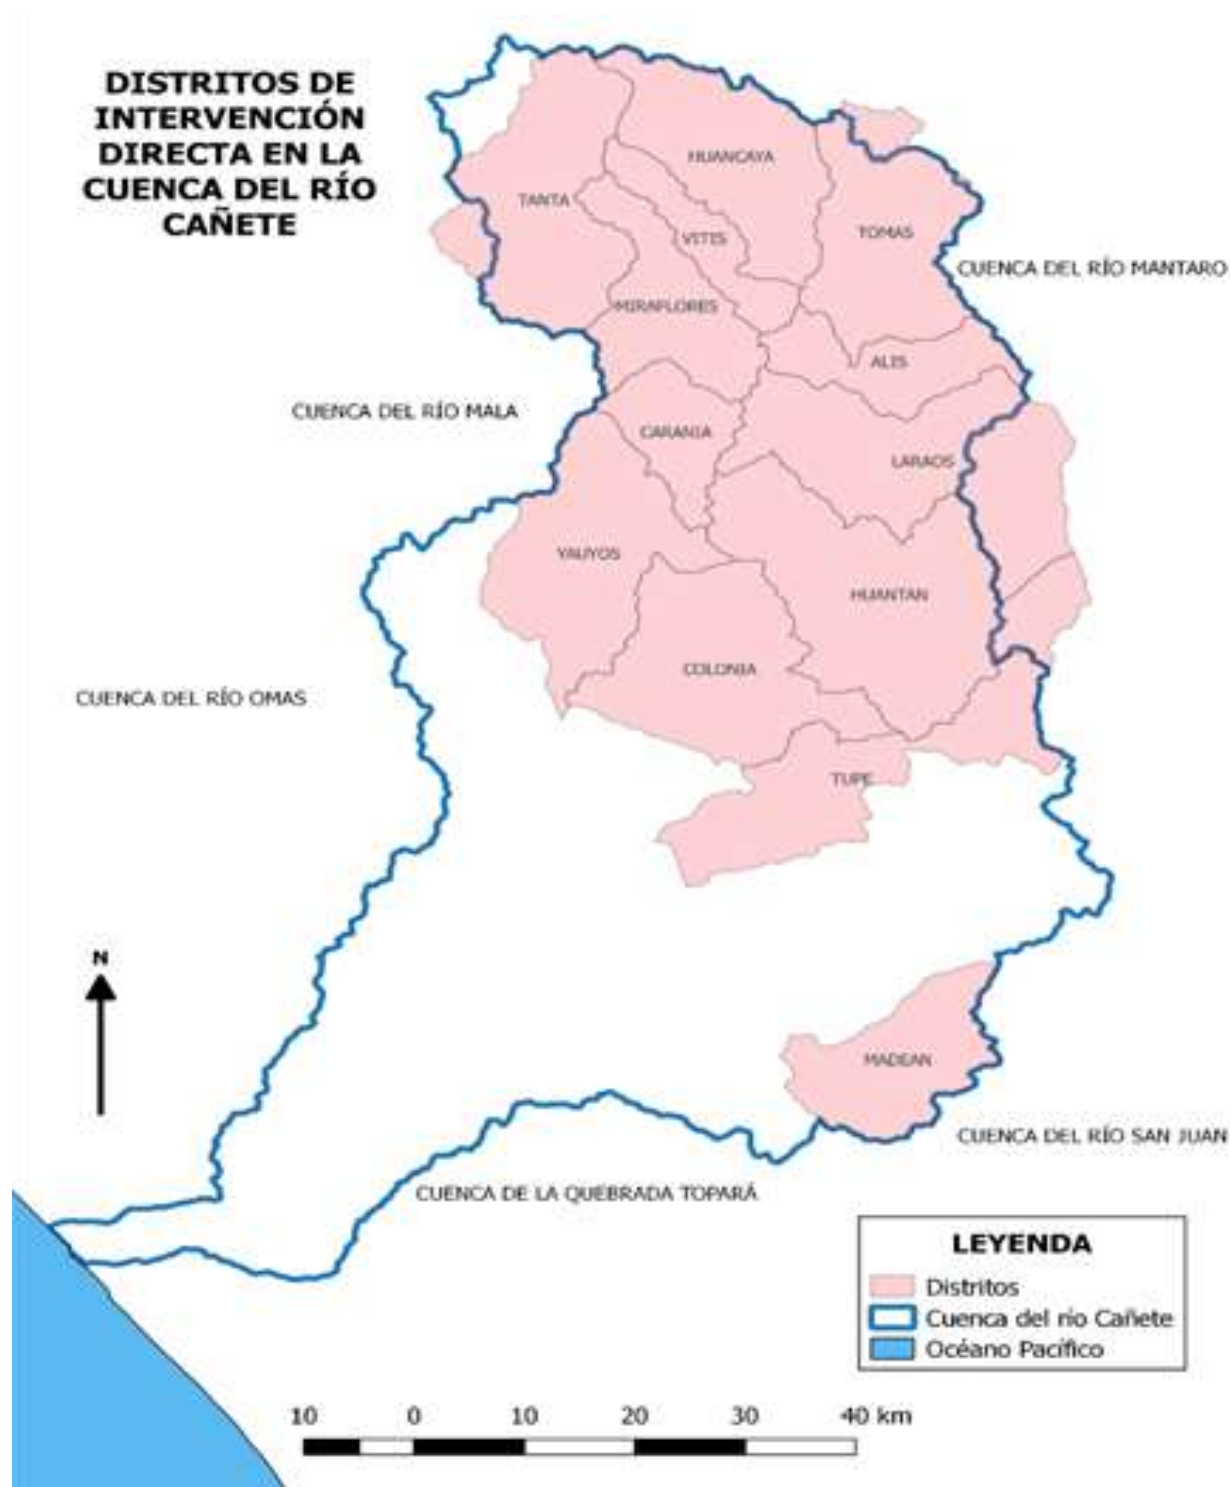 DISTRITOS DE
INTERVENCIÓN
DIRECTA EN LA
CUENCA DEL RÍO
CAÑETE
HUANCAYA
TANTA
VITIS
TOMAS
CUENCA DEL RÍO MANTARO
MIRAFLORES
ALIS
CUENCA DEL RÍO MALA
CARANIA
LARAOS
YAUYOS
HUANTAN
COLONIA
CUENCA DEL RÍO OMAS
TUPE
N
MADEAN
CUENCA DEL RÍO SAN JUAN
CUENCA DE LA QUEBRADA TOPARÁ
LEYENDA
Distritos
Cuenca del río Cañete
Océano Pacífico
10 0 10 20 30 40 km